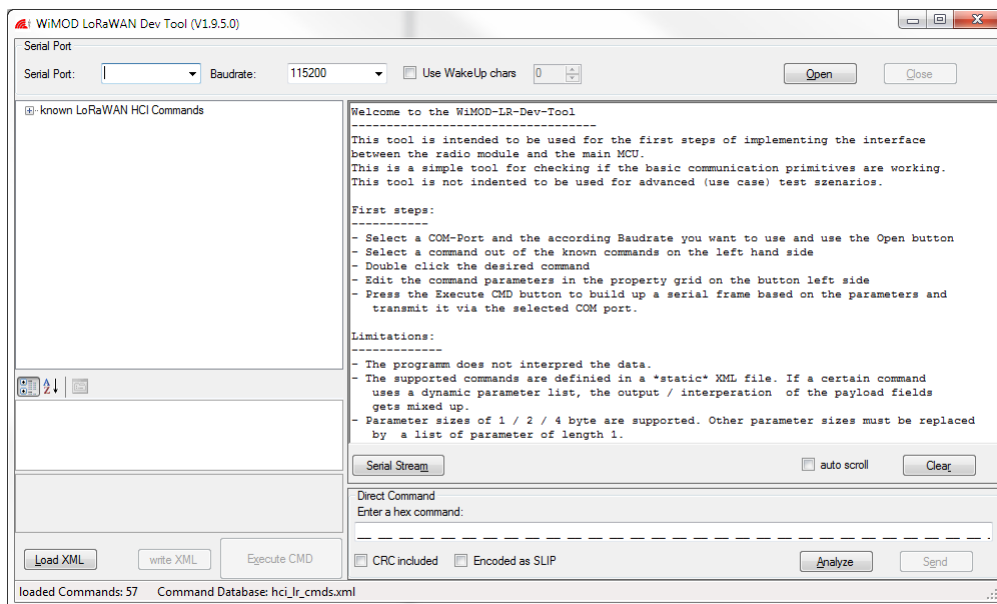 WiMOD LoRaWAN Dev Tool (V1.9.5.0)
Serial Port
Serial Port: Baudrate: 115200 Use WakeUp chars 0 Open Close
known LoRaWAN HCI Commands
Welcome to the WiMOD-LR-Dev-Tool
-----------------------------------
This tool is intended to be used for the first steps of implementing the interface
between the radio module and the main MCU.
This is a simple tool for checking if the basic communication primitives are working.
This tool is not indented to be used for advanced (use case) test szenarios.
First steps:
-----------
- Select a COM-Port and the according Baudrate you want to use and use the Open button
- Select a command out of the known commands on the left hand side
- Double click the desired command
- Edit the command parameters in the property grid on the button left side
- Press the Execute CMD button to build up a serial frame based on the parameters and
transmit it via the selected COM port.
Limitations:
-------------
- The programm does not interpred the data.
- The supported commands are definied in a *static* XML file. If a certain command
uses a dynamic parameter list, the output / interperation of the payload fields
gets mixed up.
- Parameter sizes of 1 / 2 / 4 byte are supported. Other parameter sizes must be replaced
by a list of parameter of length 1.
Serial Stream auto scroll Clear
Direct Command
Enter a hex command:
CRC included Encoded as SLIP Analyze Send
Load XML write XML Execute CMD
loaded Commands: 57 Command Database: hci_lr_cmds.xml